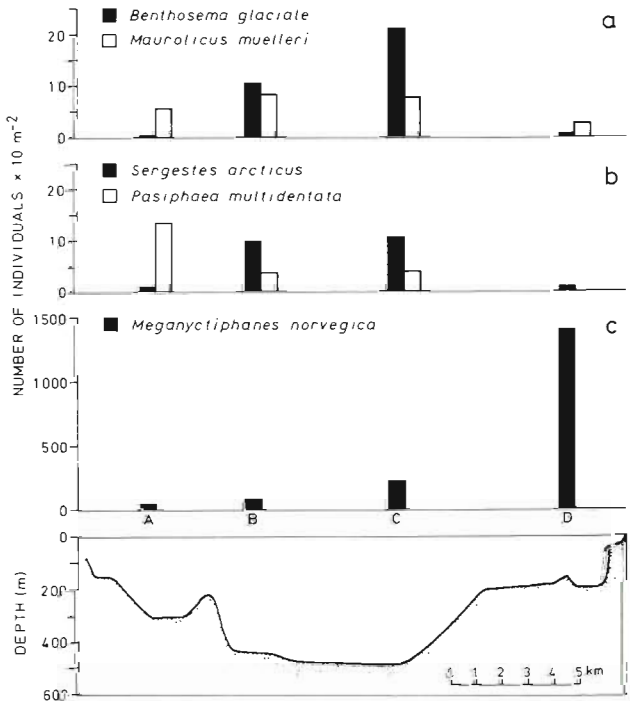 a
Benthosema glaciale
Maurolicus muelleri
20
10
0
b
Sergestes arcticus
Pasiphaea multidentata
20
10
0
NUMBER OF INDIVIDUALS × 10 m⁻²
c
Meganyctiphanes norvegica
1500
1000
500
0
A B C D
DEPTH (m)
0
200
400
600
0 1 2 3 4 5 km